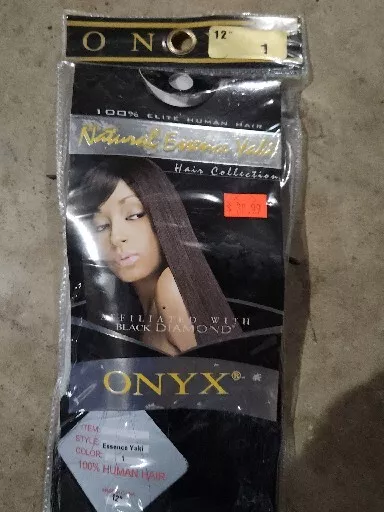 ONYX
12"
1
100% ELITE HUMAN HAIR
Natural Essence Yaki
Hair Collection
AFFILIATED WITH
BLACK DIAMOND®
ONYX®
ITEM:
STYLE: Essence Yaki
COLOR: 1
100% HUMAN HAIR
12"